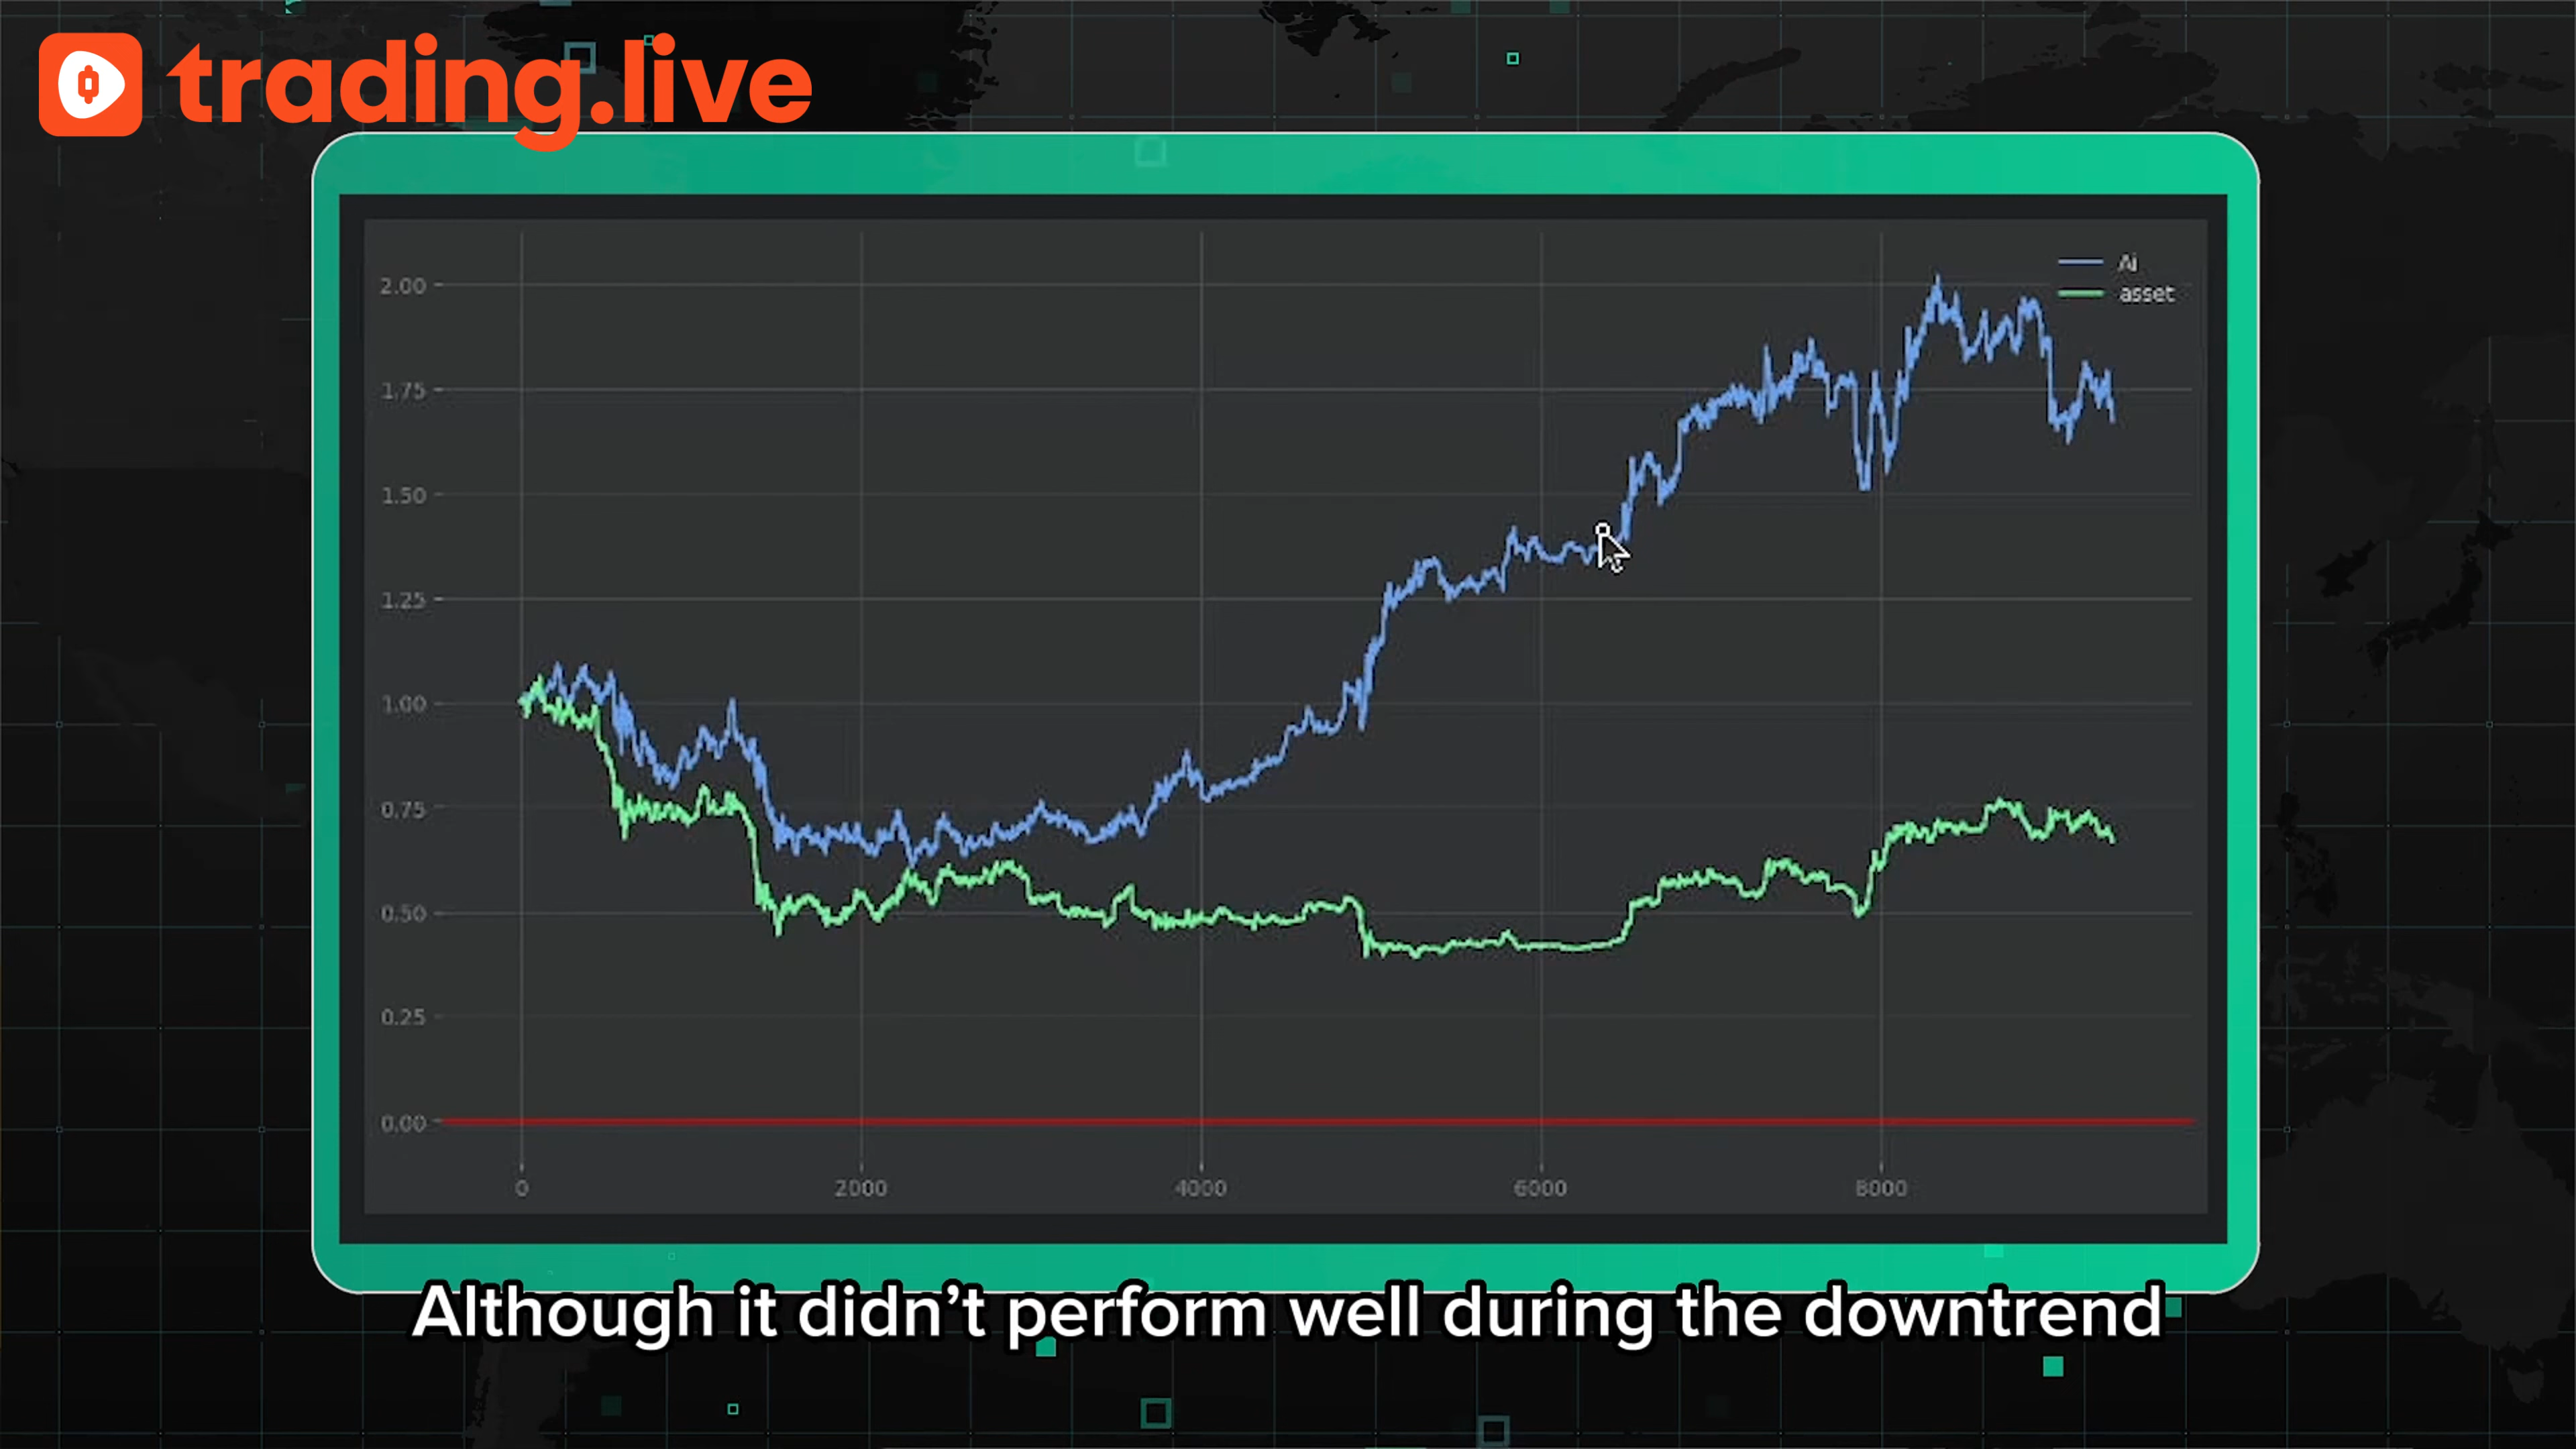 trading.live
Ai
asset
2.00
1.75
1.50
1.25
1.00
0.75
0.50
0.25
0.00
0 2000 4000 6000 8000
Although it didn't perform well during the downtrend